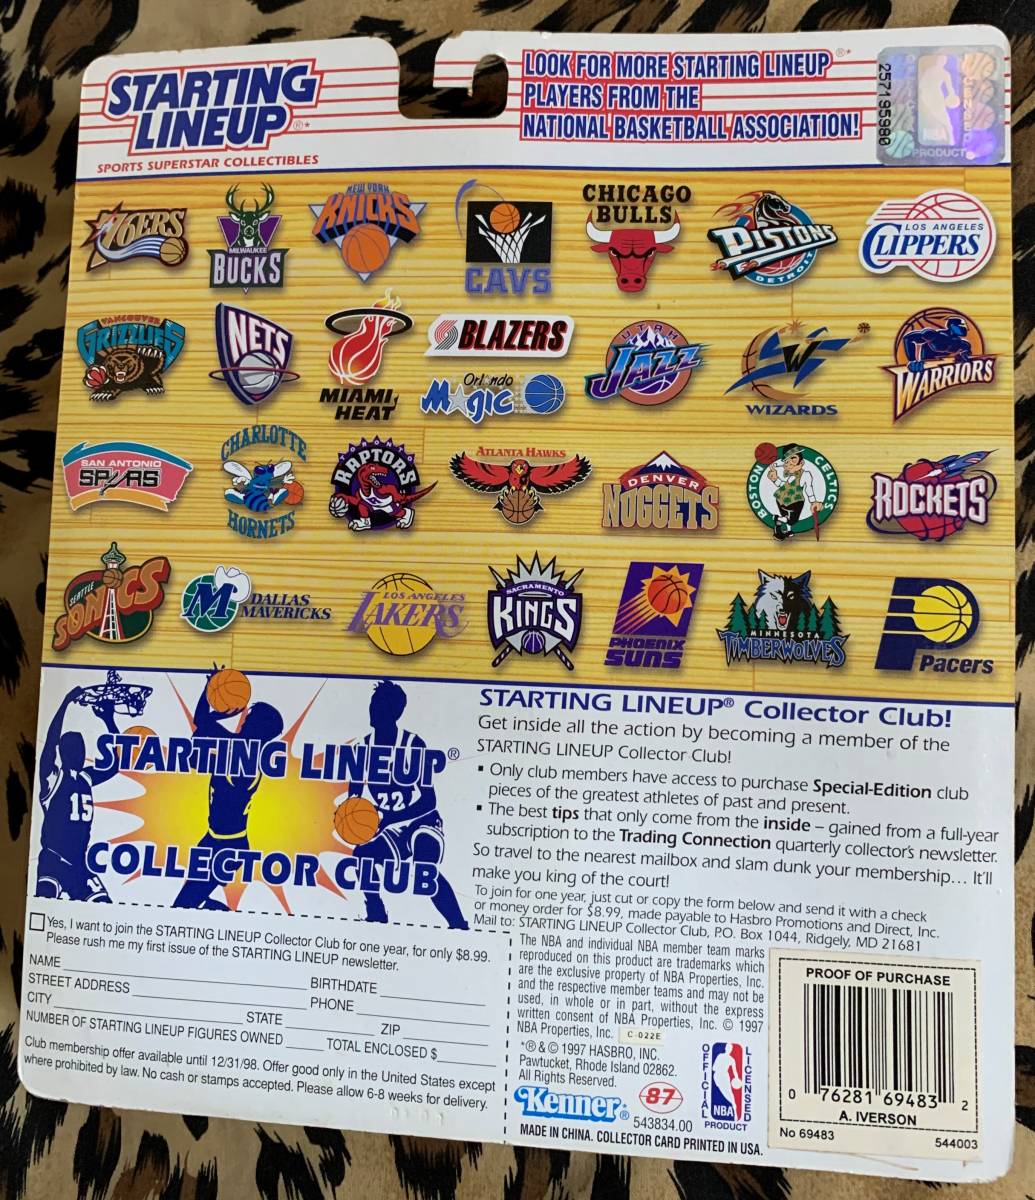 STARTING
LINEUP®*
SPORTS SUPERSTAR COLLECTIBLES
LOOK FOR MORE STARTING LINEUP®*
PLAYERS FROM THE
NATIONAL BASKETBALL ASSOCIATION!
25719598
NBA
PRODUCT
76ERS
MILWAUKEE
BUCKS
NEW YORK
KNICKS
CAVS
CHICAGO
BULLS
PISTONS
DETROIT
LOS ANGELES
CLIPPERS
VANCOUVER
GRIZZLIES
NETS
MIAMI
HEAT
BLAZERS
Orlando
Magic
UTAH
JAZZ
W
WIZARDS
WARRIORS
SAN ANTONIO
SPURS
CHARLOTTE
HORNETS
TORONTO
RAPTORS
ATLANTA HAWKS
DENVER
NUGGETS
BOSTON
CELTICS
ROCKETS
SEATTLE
SONICS
M
DALLAS
MAVERICKS
LOS ANGELES
LAKERS
SACRAMENTO
KINGS
PHOENIX
SUNS
MINNESOTA
TIMBERWOLVES
Pacers
15
22
STARTING LINEUP®
COLLECTOR CLUB
STARTING LINEUP® Collector Club!
Get inside all the action by becoming a member of the
STARTING LINEUP Collector Club!
▪ Only club members have access to purchase Special-Edition club
pieces of the greatest athletes of past and present.
▪ The best tips that only come from the inside – gained from a full-year
subscription to the Trading Connection quarterly collector's newsletter.
So travel to the nearest mailbox and slam dunk your membership... It'll
make you king of the court!
To join for one year, just cut or copy the form below and send it with a check
or money order for $8.99, made payable to Hasbro Promotions and Direct, Inc.
Mail to: STARTING LINEUP Collector Club, P.O. Box 1044, Ridgely, MD 21681
Yes, I want to join the STARTING LINEUP Collector Club for one year, for only $8.99.
Please rush me my first issue of the STARTING LINEUP newsletter.
NAME
BIRTHDATE
STREET ADDRESS
PHONE
CITY
STATE
ZIP
NUMBER OF STARTING LINEUP FIGURES OWNED
TOTAL ENCLOSED $
Club membership offer available until 12/31/98. Offer good only in the United States except
where prohibited by law. No cash or stamps accepted. Please allow 6-8 weeks for delivery.
The NBA and individual NBA member team marks
reproduced on this product are trademarks which
are the exclusive property of NBA Properties, Inc.
and the respective member teams and may not be
used, in whole or in part, without the express
written consent of NBA Properties, Inc. © 1997
NBA Properties, Inc.
C-022E
*® & © 1997 HASBRO, INC.
Pawtucket, Rhode Island 02862.
All Rights Reserved.
Kenner®
87
543834.00
MADE IN CHINA. COLLECTOR CARD PRINTED IN USA.
OFFICIAL
LICENSED
NBA
PRODUCT
PROOF OF PURCHASE
0 76281 69483 2
A. IVERSON
No 69483
544003